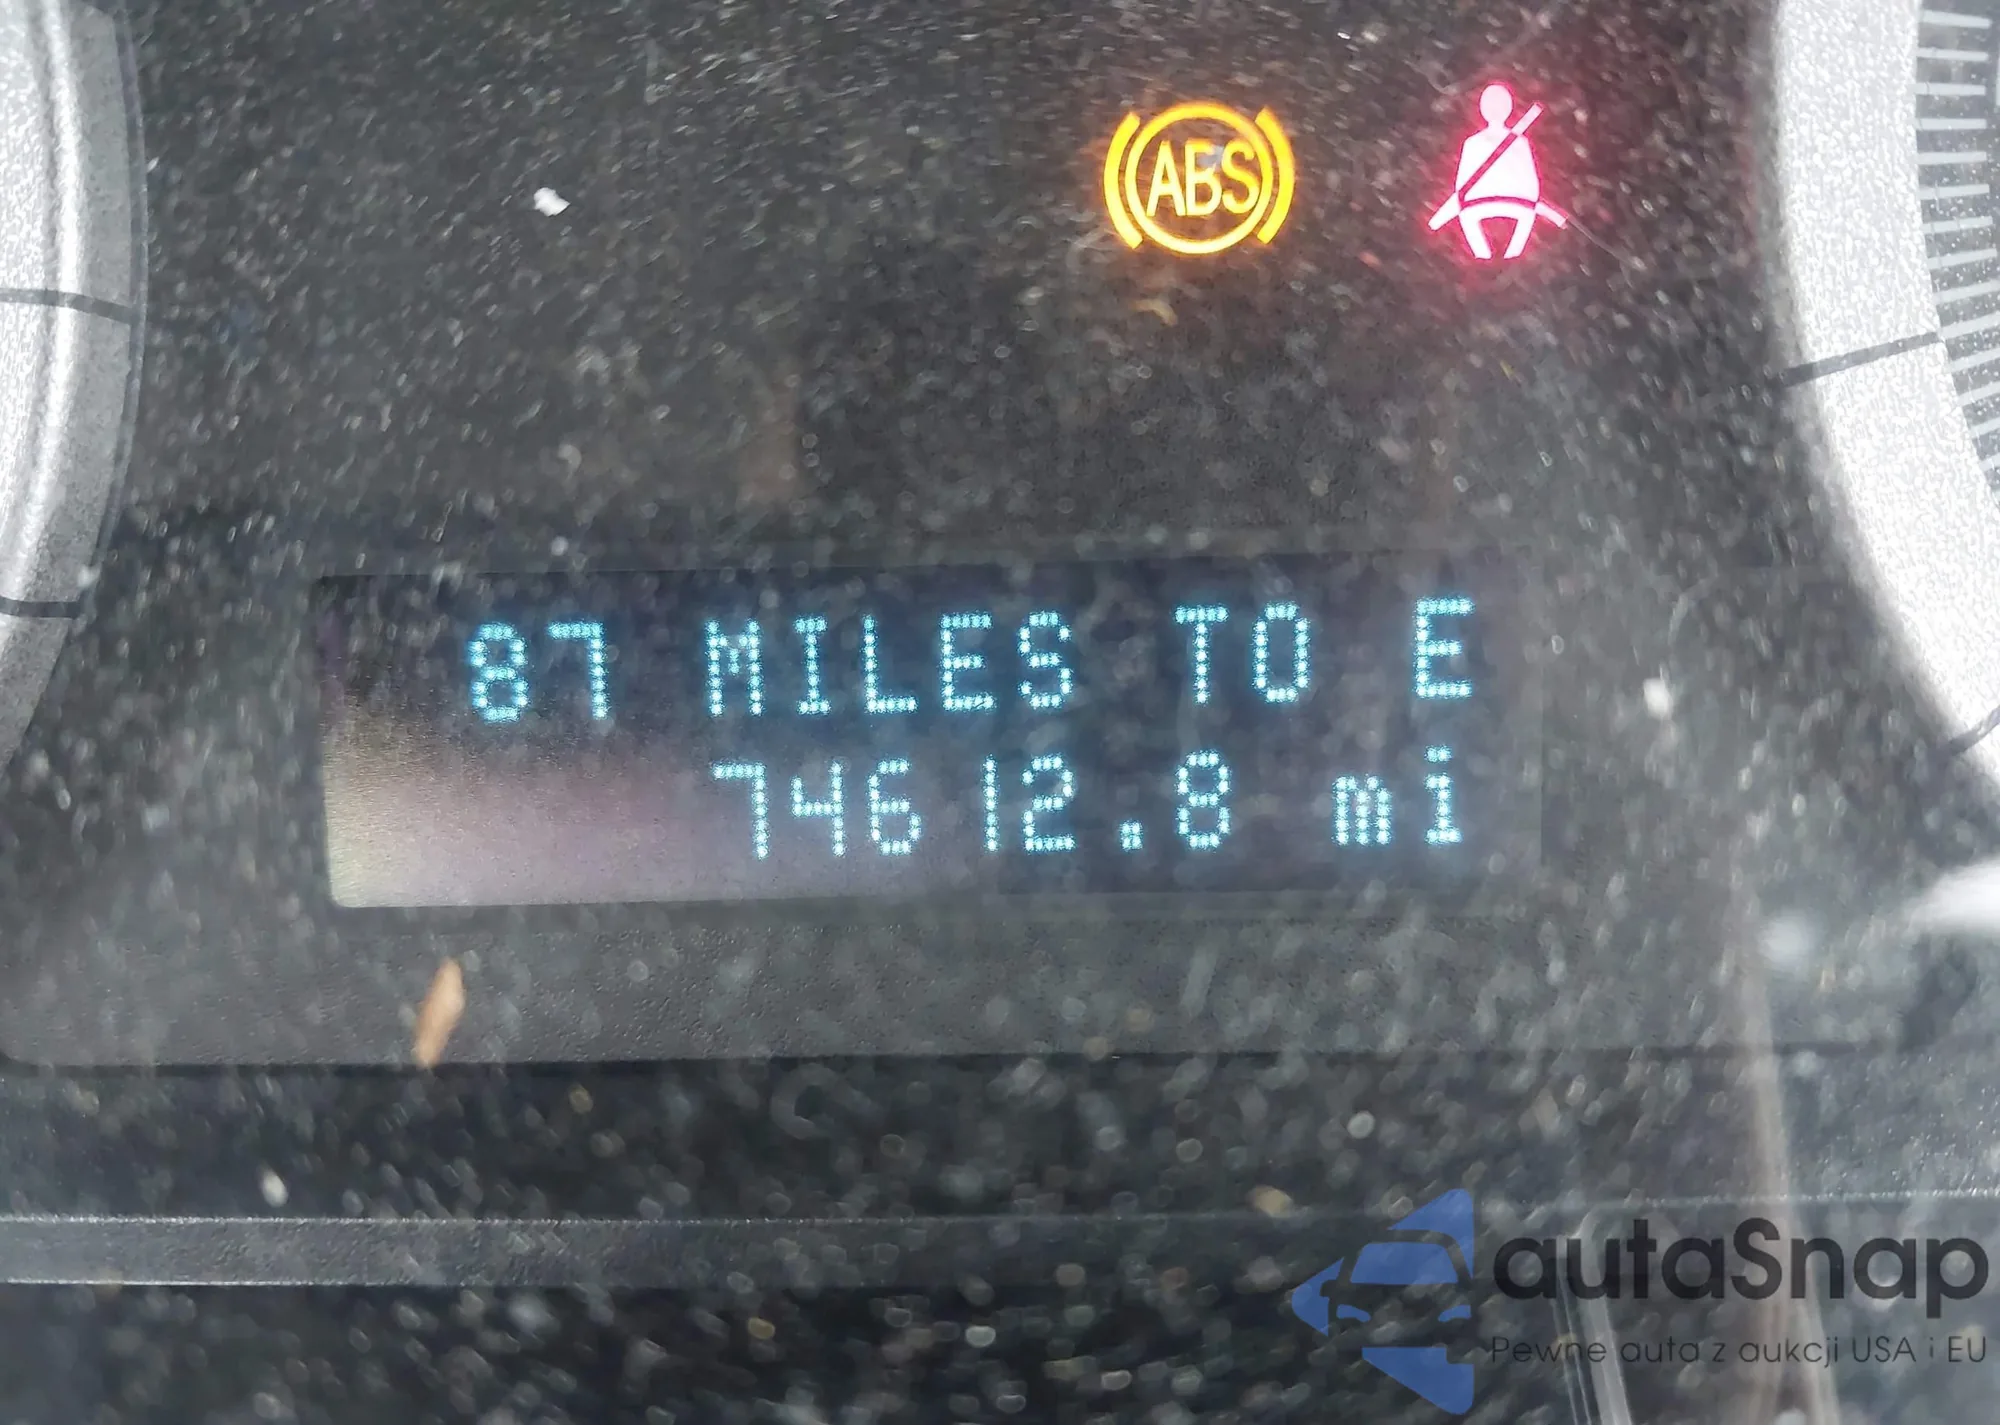 ABS
87 MILES TO E
74612.8 mi
autaSnap
Pewne auta z aukcji USA i EU